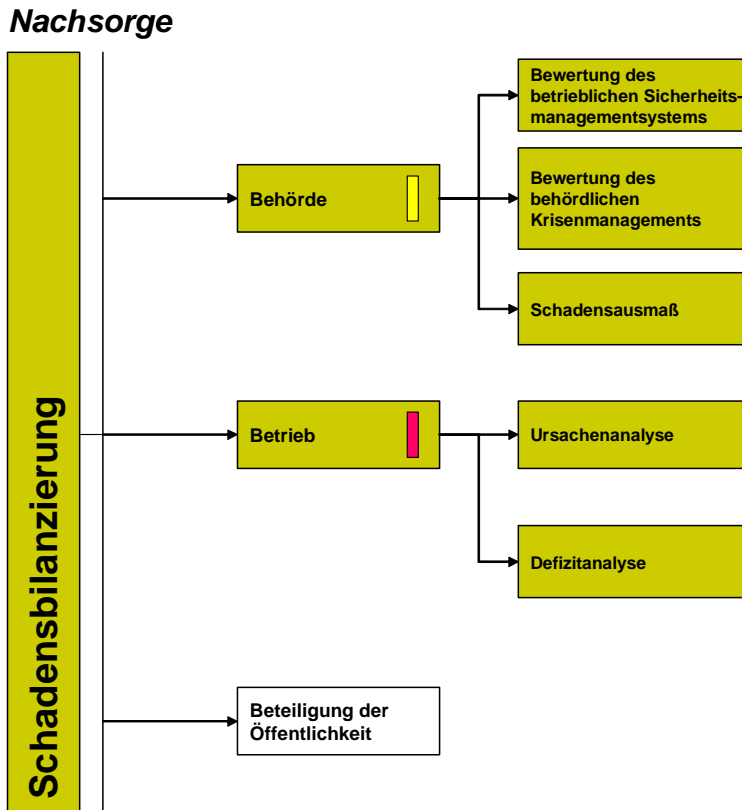 Nachsorge
Schadensbilanzierung
Behörde
Bewertung des
betrieblichen Sicherheits-
managementsystems
Bewertung des
behördlichen
Krisenmanagements
Schadensausmaß
Betrieb
Ursachenanalyse
Defizitanalyse
Beteiligung der
Öffentlichkeit